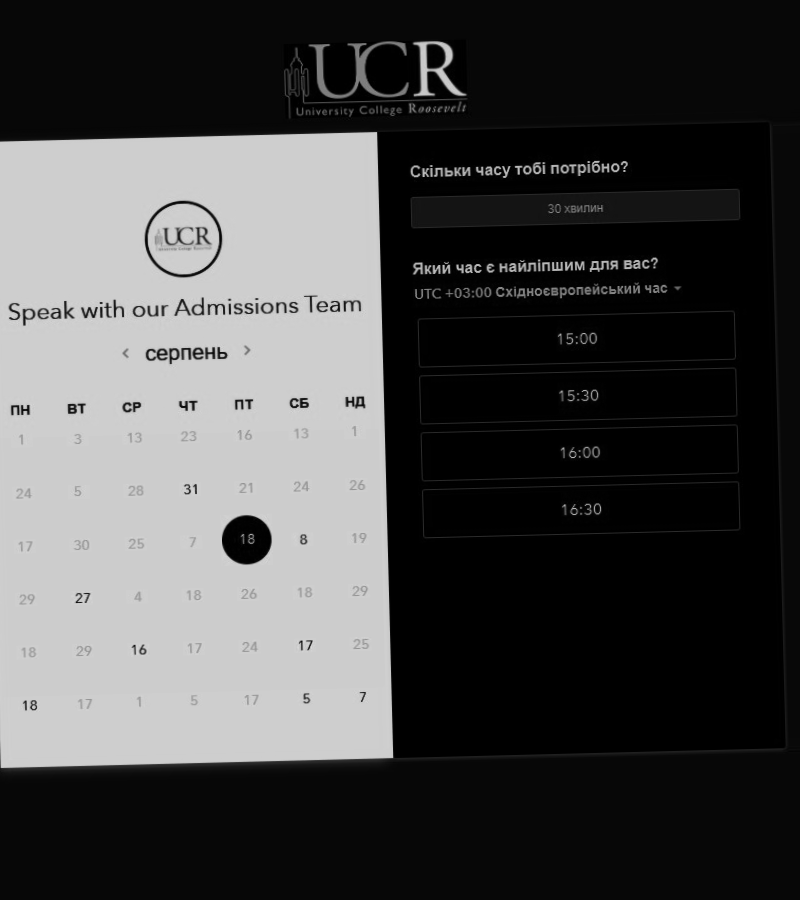 UCR
University College Roosevelt
UCR
University College Roosevelt
Speak with our Admissions Team
серпень
ПН ВТ СР ЧТ ПТ СБ НД
1 3 13 23 16 13 1
24 5 28 31 21 24 26
17 30 25 7 18 8 19
29 27 4 18 26 18 29
18 29 16 17 24 17 25
18 17 1 5 17 5 7
Скільки часу тобі потрібно?
30 хвилин
Який час є найліпшим для вас?
UTC +03:00 Східноєвропейський час
15:00
15:30
16:00
16:30